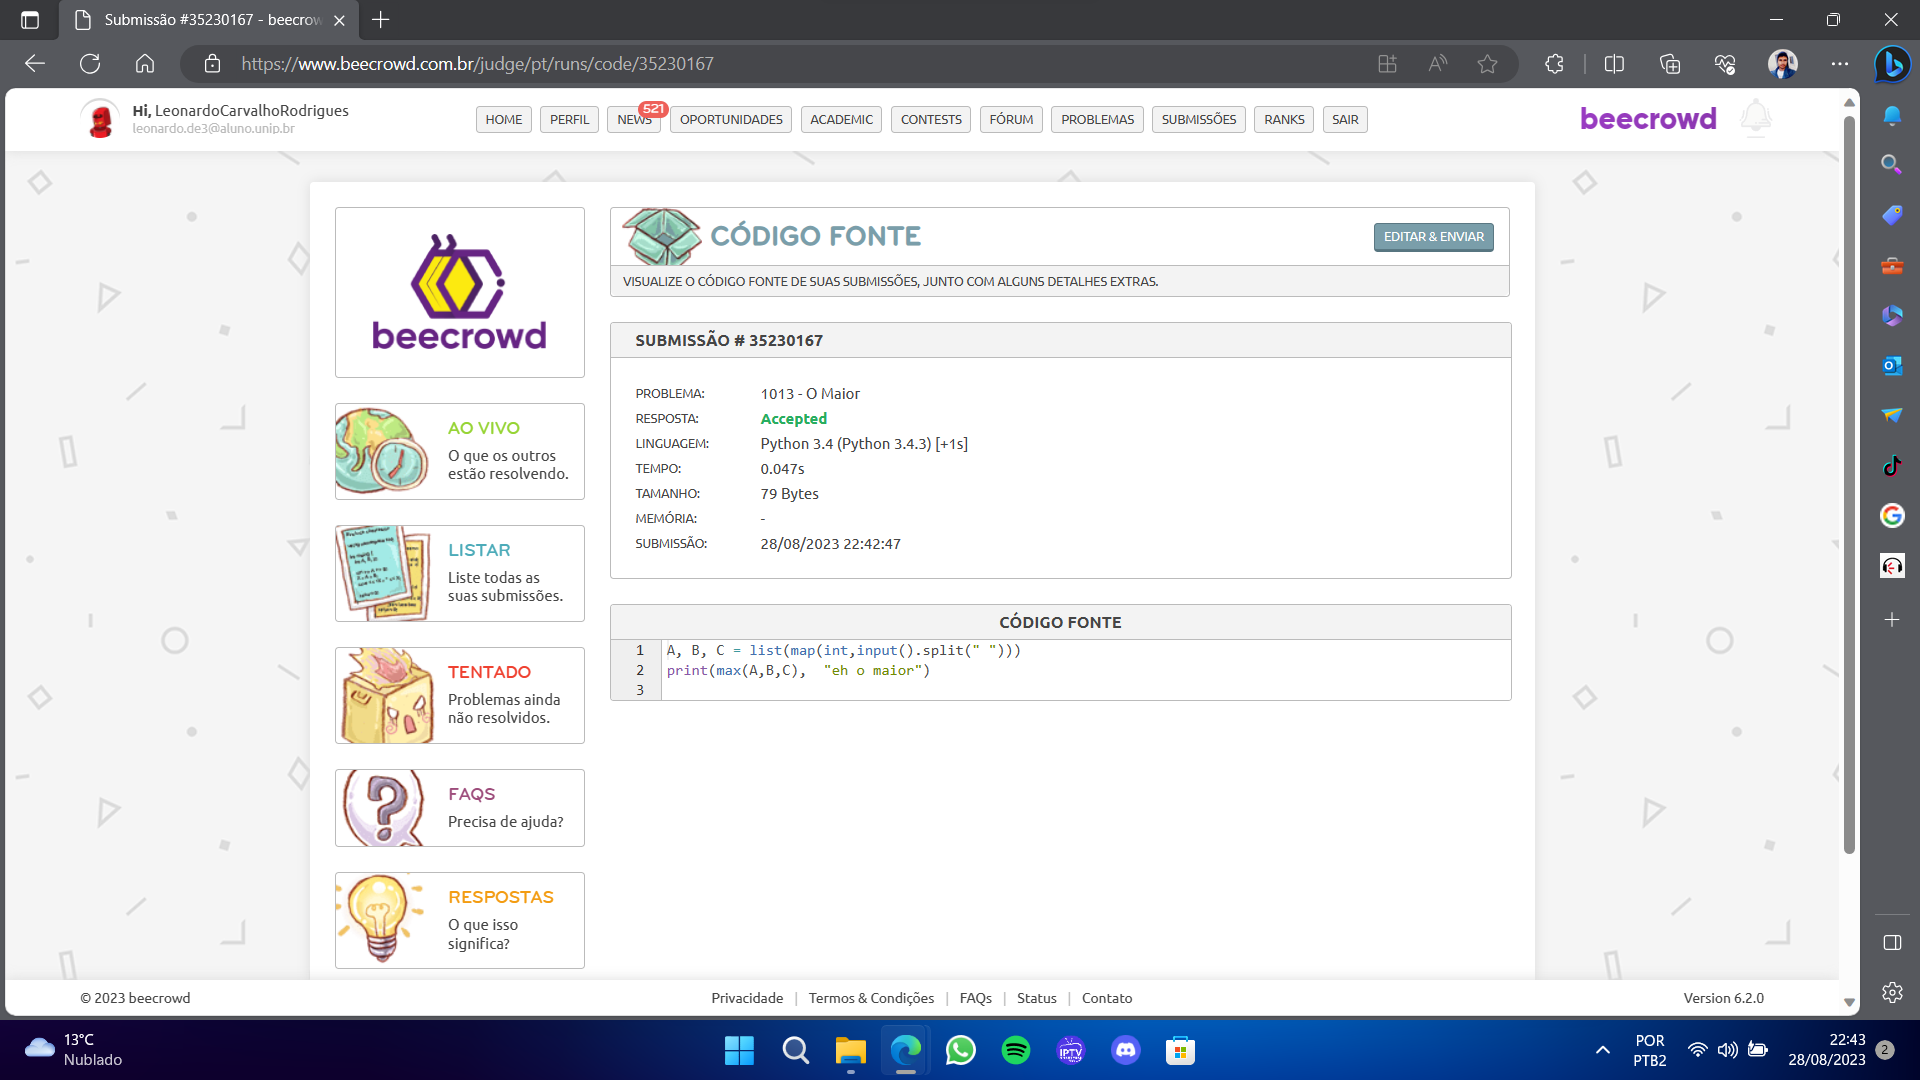 Submissão #35230167 - beecrow
https://www.beecrowd.com.br/judge/pt/runs/code/35230167
Hi, LeonardoCarvalhoRodrigues
leonardo.de3@aluno.unip.br
HOME
PERFIL
NEWS
521
OPORTUNIDADES
ACADEMIC
CONTESTS
FÓRUM
PROBLEMAS
SUBMISSÕES
RANKS
SAIR
beecrowd
beecrowd
CÓDIGO FONTE
EDITAR & ENVIAR
VISUALIZE O CÓDIGO FONTE DE SUAS SUBMISSÕES, JUNTO COM ALGUNS DETALHES EXTRAS.
SUBMISSÃO # 35230167
PROBLEMA: 1013 - O Maior
RESPOSTA: Accepted
LINGUAGEM: Python 3.4 (Python 3.4.3) [+1s]
TEMPO: 0.047s
TAMANHO: 79 Bytes
MEMÓRIA: -
SUBMISSÃO: 28/08/2023 22:42:47
CÓDIGO FONTE
1 A, B, C = list(map(int,input().split(" ")))
2 print(max(A,B,C),  "eh o maior")
3
AO VIVO
O que os outros
estão resolvendo.
LISTAR
Liste todas as
suas submissões.
TENTADO
Problemas ainda
não resolvidos.
FAQS
Precisa de ajuda?
RESPOSTAS
O que isso
significa?
© 2023 beecrowd
Privacidade | Termos & Condições | FAQs | Status | Contato
Version 6.2.0
13°C
Nublado
IPTV
POR
PTB2
22:43
28/08/2023
2